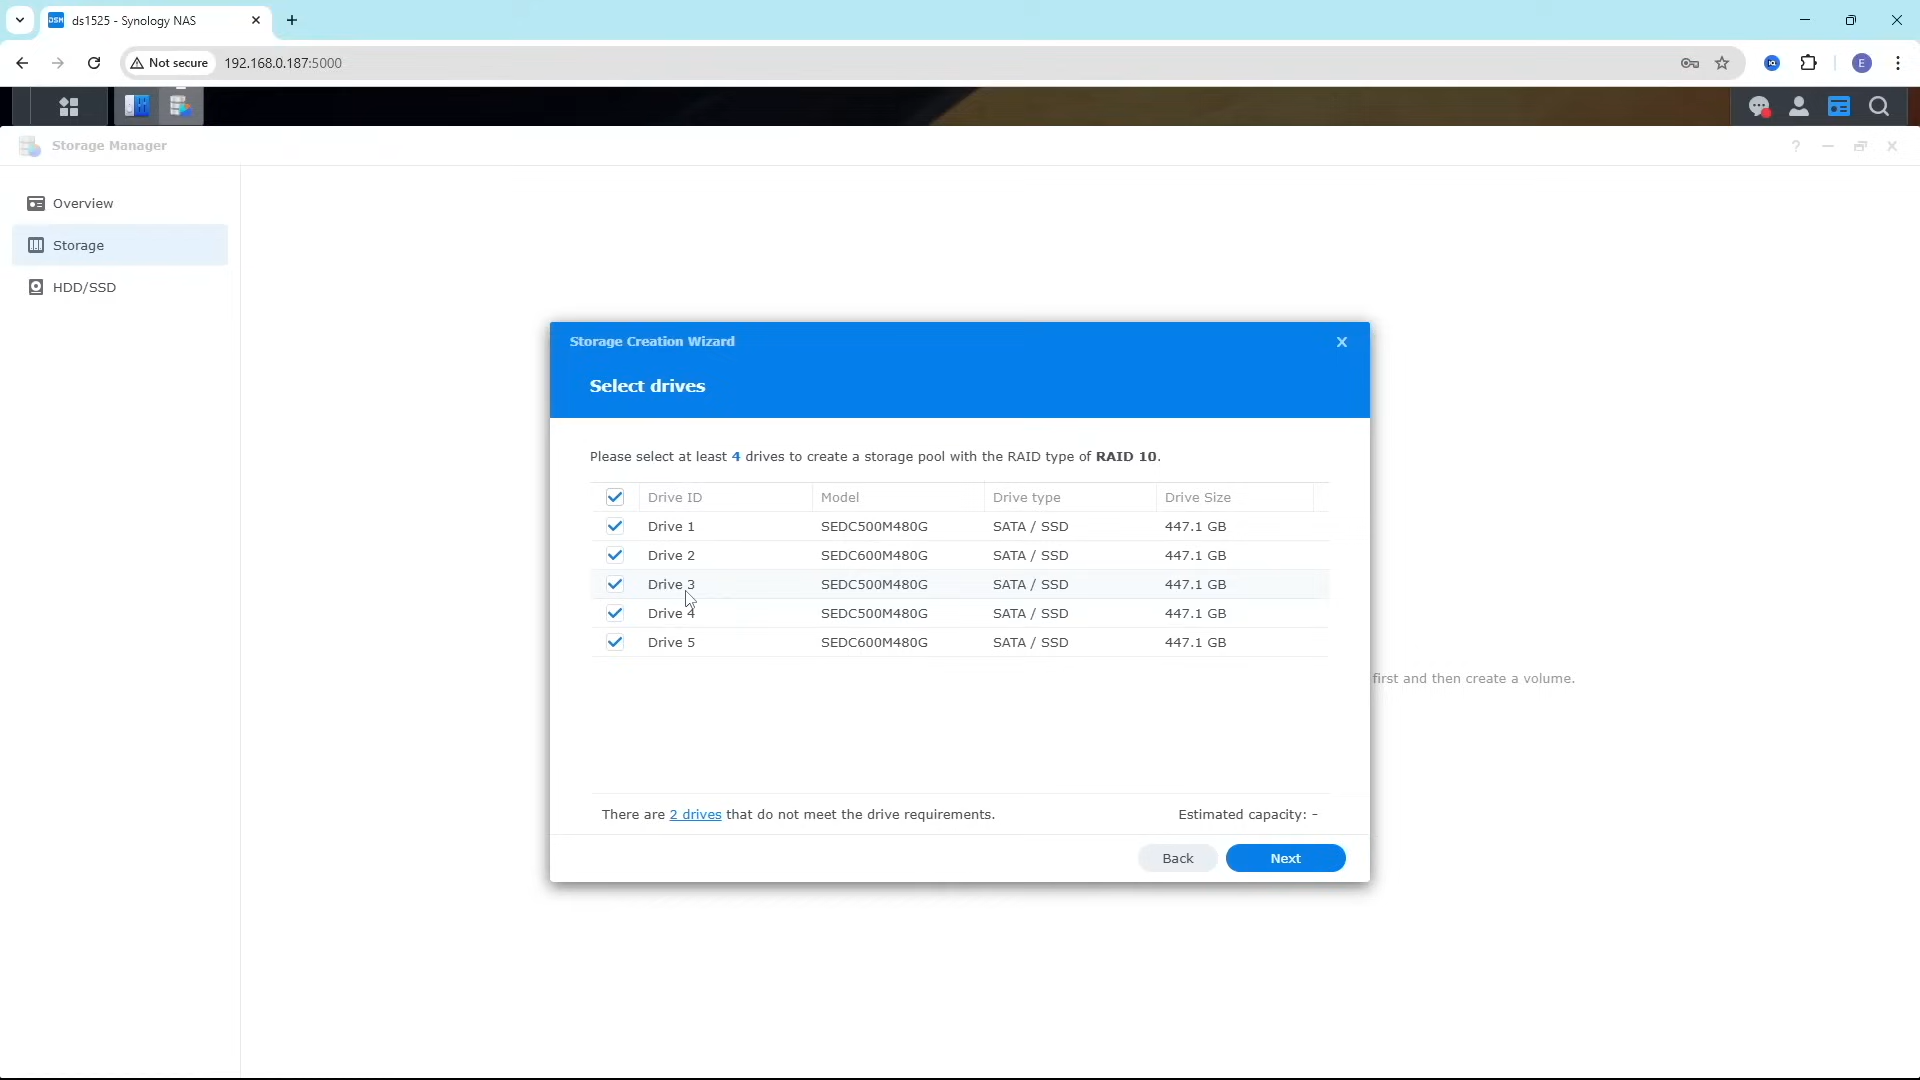 ds1525 - Synology NAS
Not secure
192.168.0.187:5000
E
Storage Manager
Overview
Storage
HDD/SSD
Storage Creation Wizard
Select drives
Please select at least 4 drives to create a storage pool with the RAID type of RAID 10.
Drive ID Model Drive type Drive Size
Drive 1 SEDC500M480G SATA / SSD 447.1 GB
Drive 2 SEDC600M480G SATA / SSD 447.1 GB
Drive 3 SEDC500M480G SATA / SSD 447.1 GB
Drive 4 SEDC500M480G SATA / SSD 447.1 GB
Drive 5 SEDC600M480G SATA / SSD 447.1 GB
first and then create a volume.
There are 2 drives that do not meet the drive requirements. Estimated capacity: -
Back Next